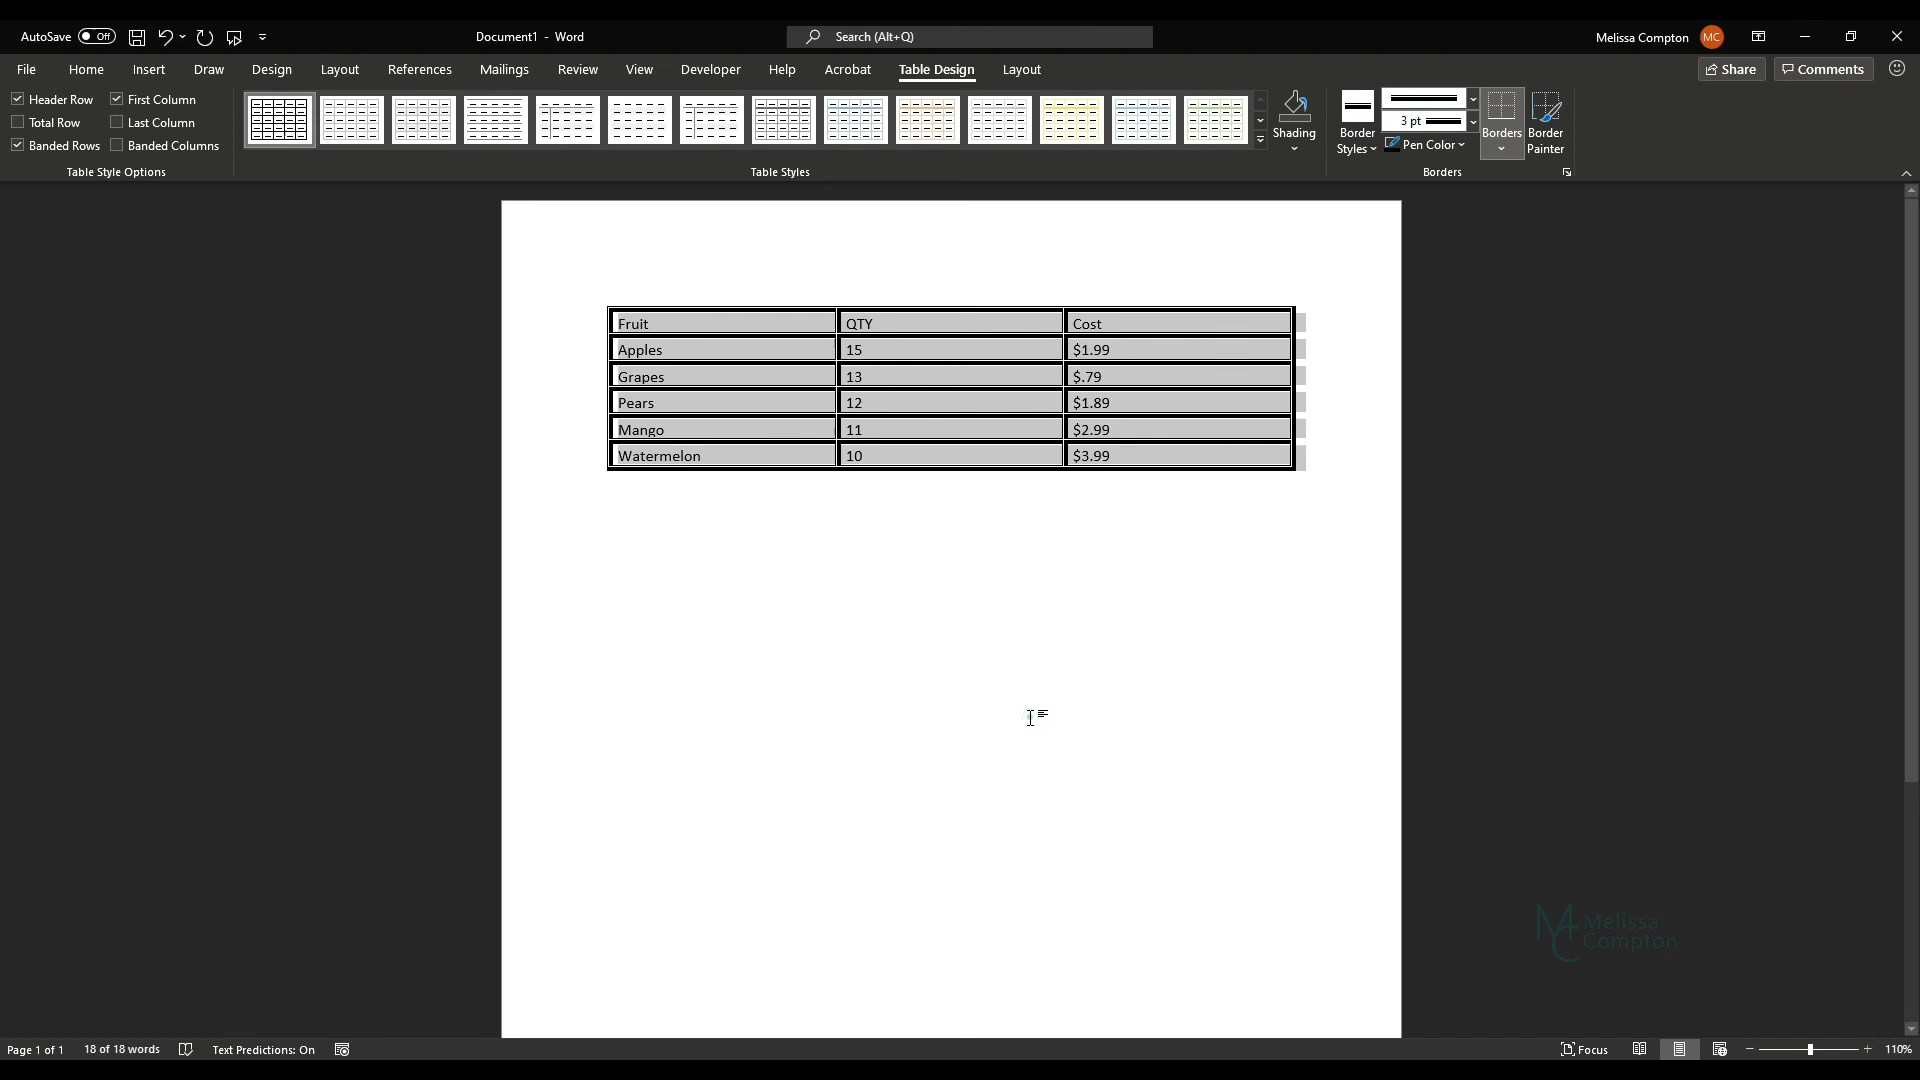 AutoSave Off Document1 - Word Search (Alt+Q) Melissa Compton MC
File Home Insert Draw Design Layout References Mailings Review View Developer Help Acrobat Table Design Layout Share Comments
Header Row First Column
Total Row Last Column
Banded Rows Banded Columns
Table Style Options
Table Styles
Shading
Border Styles
3 pt
Pen Color
Borders
Border Painter
Borders
Fruit QTY Cost
Apples 15 $1.99
Grapes 13 $.79
Pears 12 $1.89
Mango 11 $2.99
Watermelon 10 $3.99
MC Melissa
Compton
Page 1 of 1 18 of 18 words Text Predictions: On Focus 110%